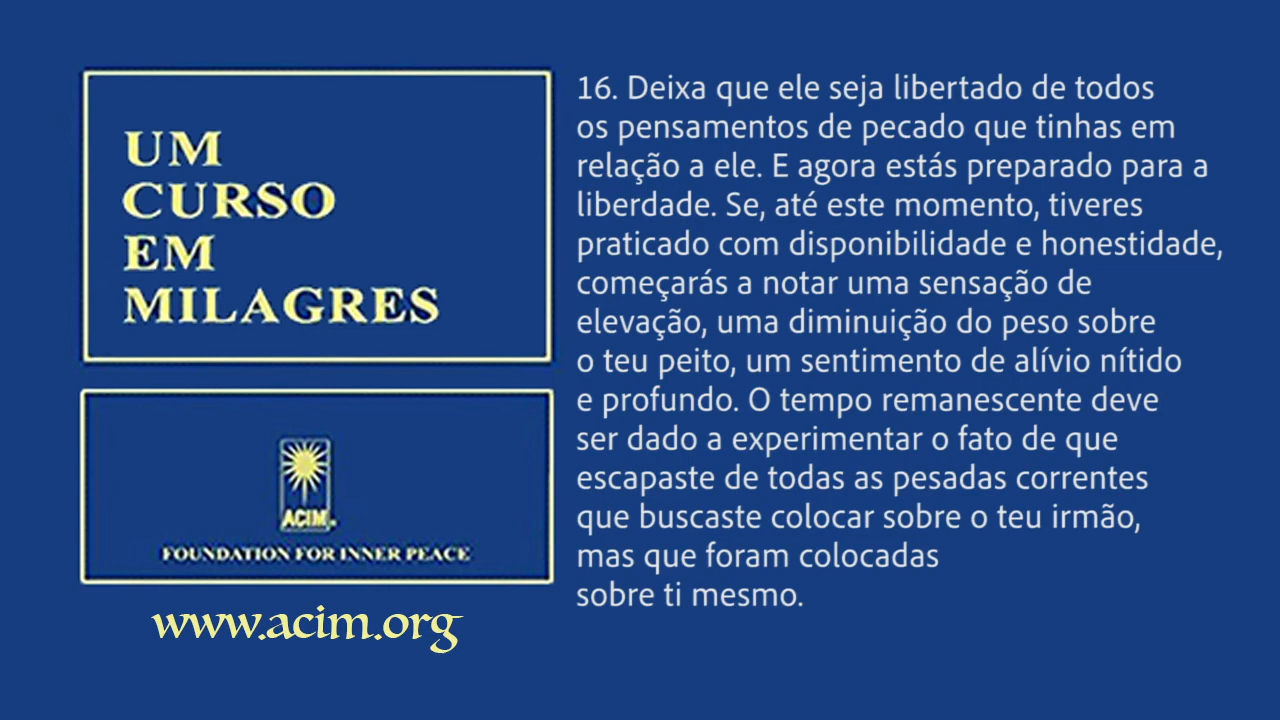 UM
CURSO
EM
MILAGRES
ACIM®
FOUNDATION FOR INNER PEACE
www.acim.org
16. Deixa que ele seja libertado de todos
os pensamentos de pecado que tinhas em
relação a ele. E agora estás preparado para a
liberdade. Se, até este momento, tiveres
praticado com disponibilidade e honestidade,
começarás a notar uma sensação de
elevação, uma diminuição do peso sobre
o teu peito, um sentimento de alívio nítido
e profundo. O tempo remanescente deve
ser dado a experimentar o fato de que
escapaste de todas as pesadas correntes
que buscaste colocar sobre o teu irmão,
mas que foram colocadas
sobre ti mesmo.